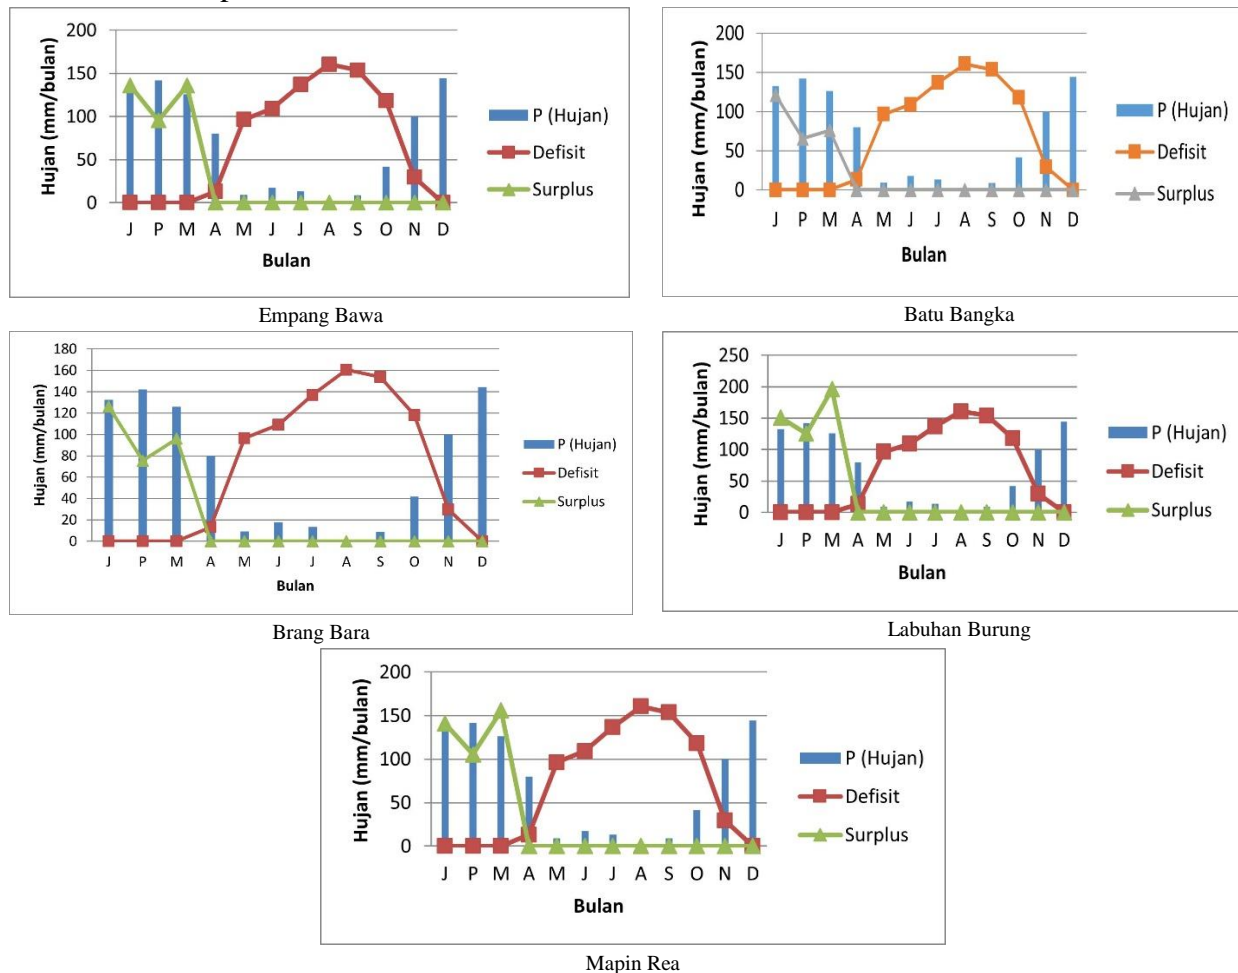 200
150
100
50
0
Hujan (mm/bulan)
J P M A M J J A S O N D
Bulan
P (Hujan)
Defisit
Surplus
Empang Bawa
200
150
100
50
0
Hujan (mm/bulan)
J P M A M J J A S O N D
Bulan
P (Hujan)
Defisit
Surplus
Batu Bangka
180
160
140
120
100
80
60
40
20
0
Hujan (mm/bulan)
J P M A M J J A S O N D
Bulan
P (Hujan)
Defisit
Surplus
Brang Bara
250
200
150
100
50
0
Hujan (mm/bulan)
J P M A M J J A S O N D
Bulan
P (Hujan)
Defisit
Surplus
Labuhan Burung
200
150
100
50
0
Hujan (mm/bulan)
J P M A M J J A S O N D
Bulan
P (Hujan)
Defisit
Surplus
Mapin Rea